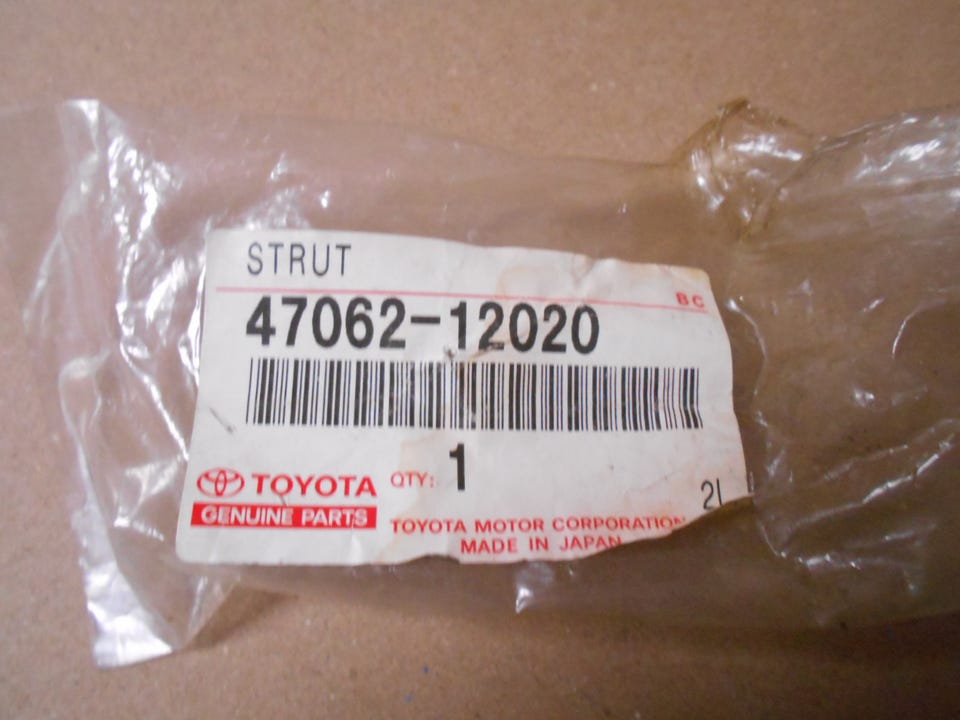 STRUT
BC
47062-12020
TOYOTA QTY: 1
GENUINE PARTS
2L
TOYOTA MOTOR CORPORATION
MADE IN JAPAN